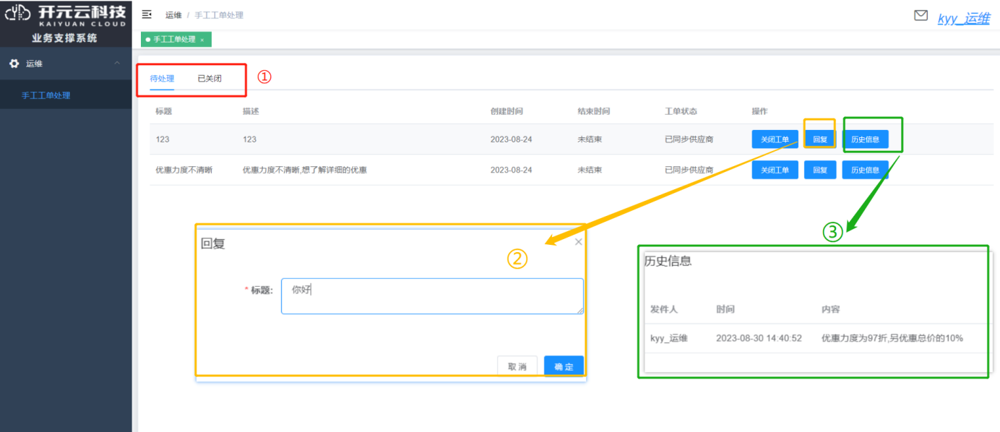 开元云科技
KAIYUAN CLOUD
业务支撑系统
运维 / 手工工单处理
kyy_运维
手工工单处理 ×
运维
手工工单处理
待处理 已关闭 ①
标题 描述 创建时间 结束时间 工单状态 操作
123 123 2023-08-24 未结束 已同步供应商 关闭工单 回复 历史信息
优惠力度不清晰 优惠力度不清晰,想了解详细的优惠 2023-08-24 未结束 已同步供应商 关闭工单 回复 历史信息
回复 ×
②
* 标题: 你好
取 消 确 定
③
历史信息
发件人 时间 内容
kyy_运维 2023-08-30 14:40:52 优惠力度为97折,另优惠总价的10%